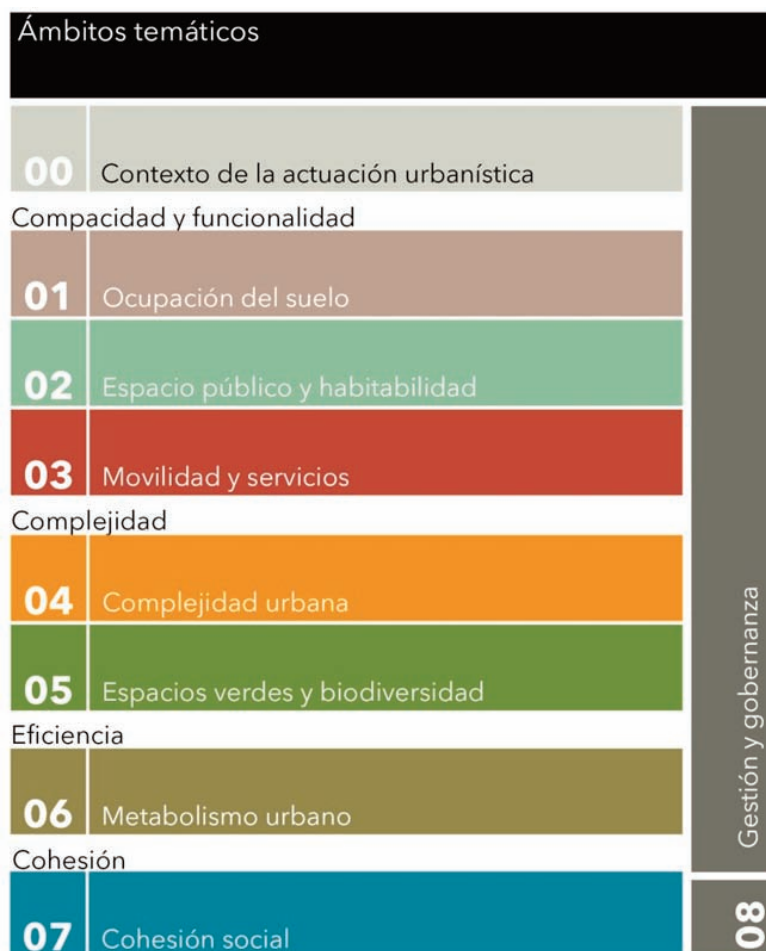 Ámbitos temáticos
00 Contexto de la actuación urbanística
Compacidad y funcionalidad
01 Ocupación del suelo
02 Espacio público y habitabilidad
03 Movilidad y servicios
Complejidad
04 Complejidad urbana
05 Espacios verdes y biodiversidad
Eficiencia
06 Metabolismo urbano
Cohesión
07 Cohesión social
08 Gestión y gobernanza